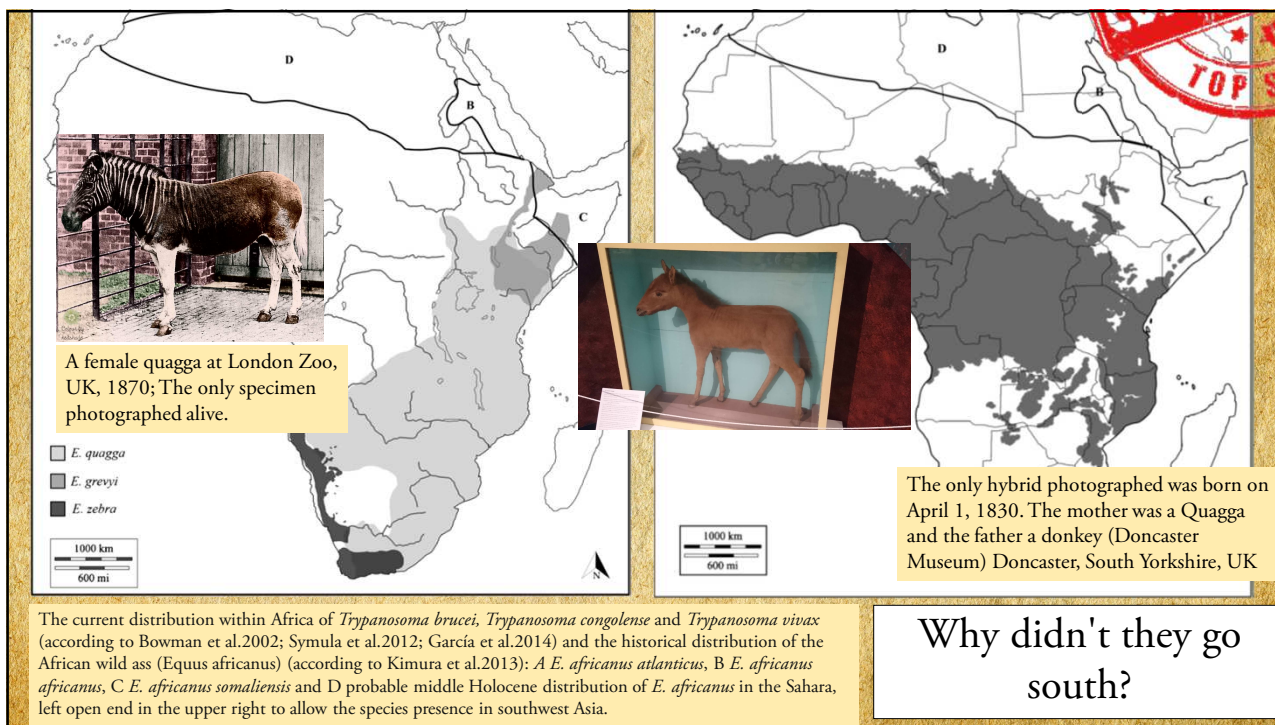 D
B
C
D
B
C
TOP S
A female quagga at London Zoo,
UK, 1870; The only specimen
photographed alive.
E. quagga
E. grevyi
E. zebra
1000 km
600 mi
N
1000 km
600 mi
The only hybrid photographed was born on
April 1, 1830. The mother was a Quagga
and the father a donkey (Doncaster
Museum) Doncaster, South Yorkshire, UK
The current distribution within Africa of Trypanosoma brucei, Trypanosoma congolense and Trypanosoma vivax
(according to Bowman et al.2002; Symula et al.2012; García et al.2014) and the historical distribution of the
African wild ass (Equus africanus) (according to Kimura et al.2013): A E. africanus atlanticus, B E. africanus
africanus, C E. africanus somaliensis and D probable middle Holocene distribution of E. africanus in the Sahara,
left open end in the upper right to allow the species presence in southwest Asia.
Why didn't they go
south?